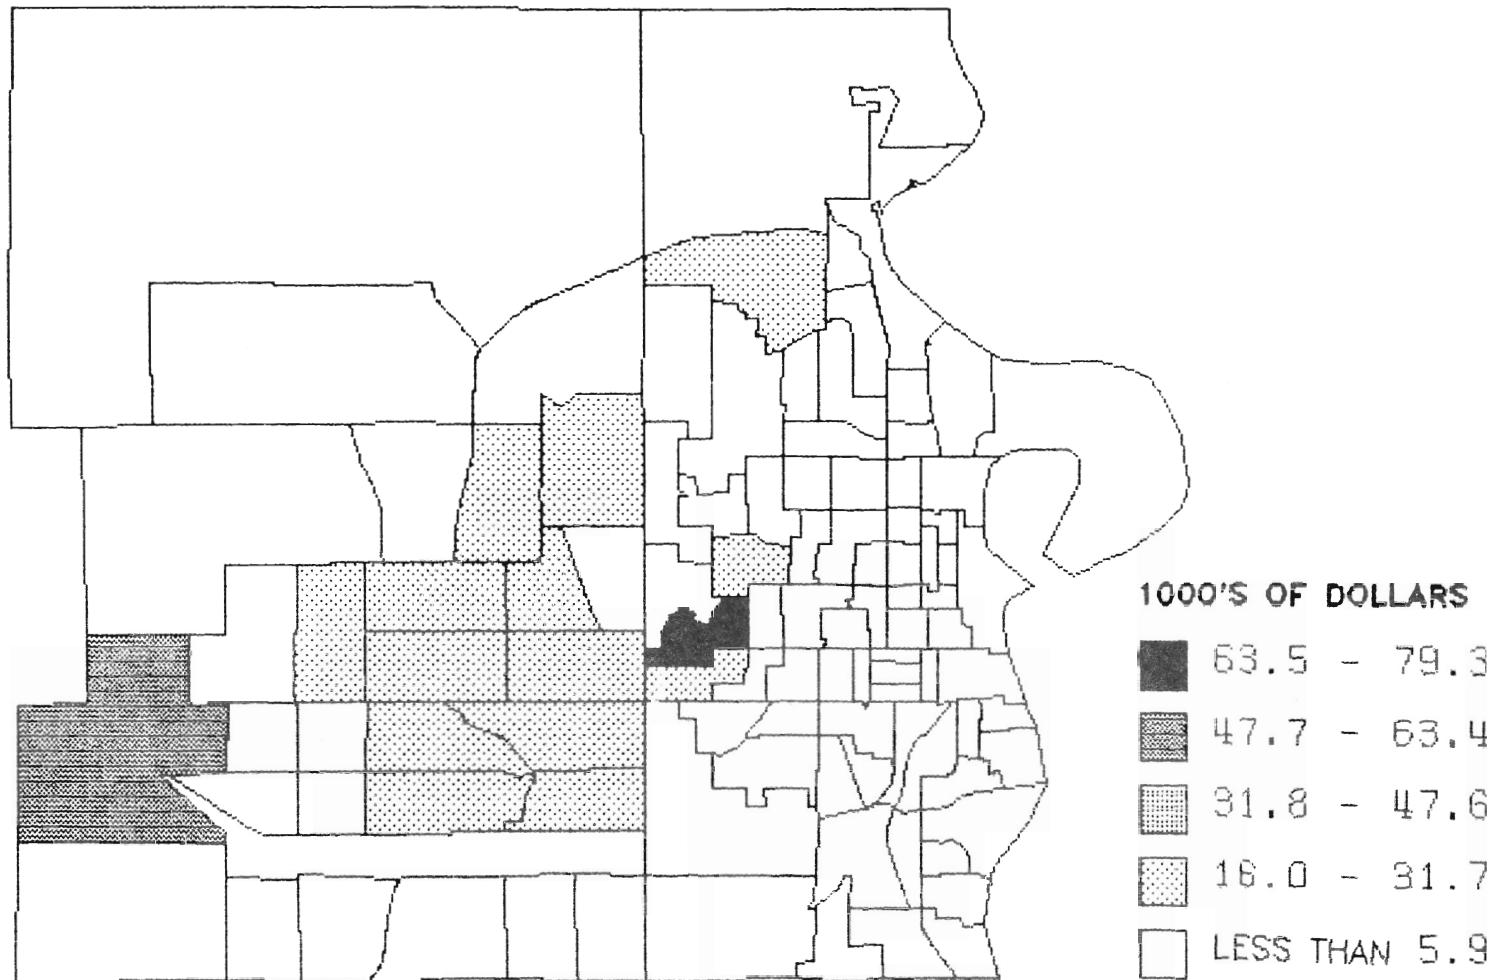 1000'S OF DOLLARS
63.5 - 79.3
47.7 - 63.4
31.8 - 47.6
16.0 - 31.7
LESS THAN 5.9